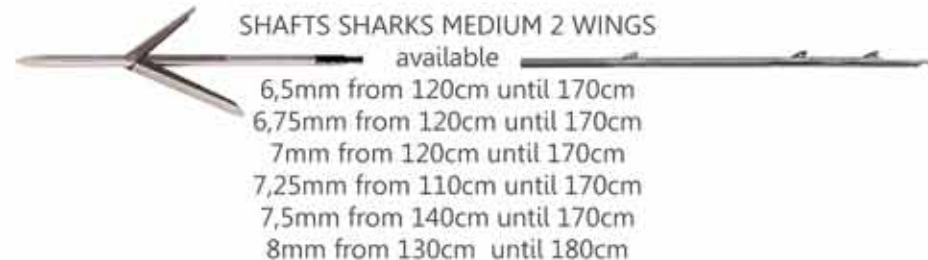 SHAFTS SHARKS MEDIUM 2 WINGS
available
6,5mm from 120cm until 170cm
6,75mm from 120cm until 170cm
7mm from 120cm until 170cm
7,25mm from 110cm until 170cm
7,5mm from 140cm until 170cm
8mm from 130cm  until 180cm